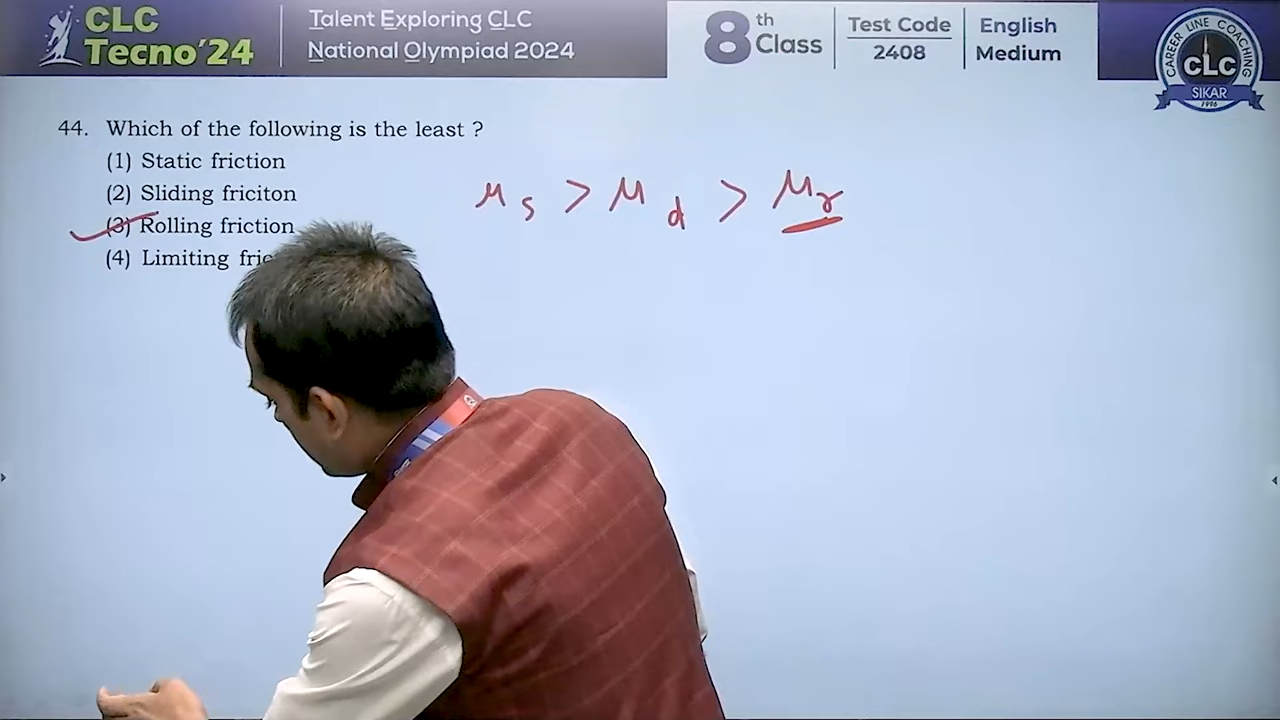 CLC
Tecno'24
Talent Exploring CLC
National Olympiad 2024
8th Class
Test Code
2408
English
Medium
CAREER LINE COACHING
CLC
SIKAR
1996
44. Which of the following is the least ?
(1) Static friction
(2) Sliding friciton
(3) Rolling friction
(4) Limiting
μs > μd > μr